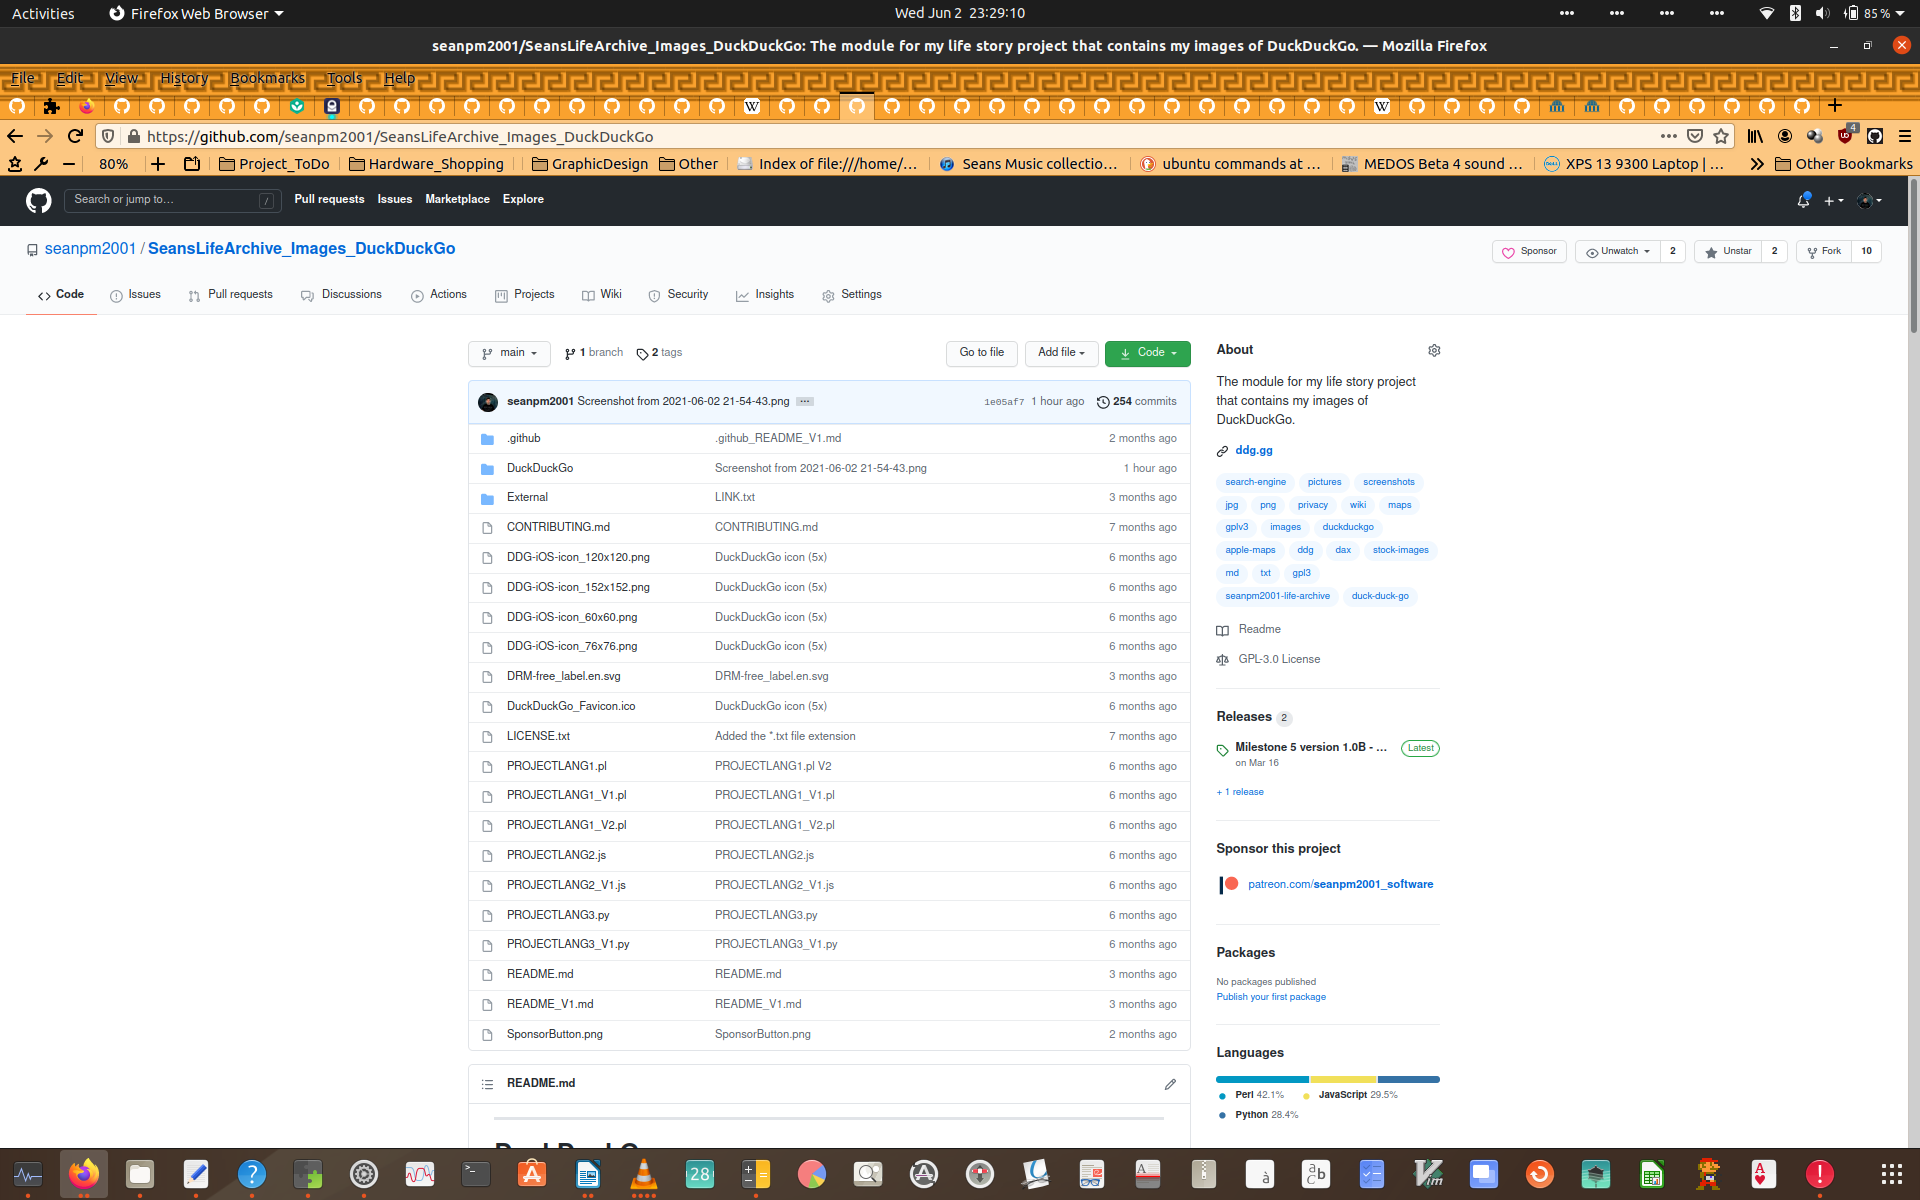 Activities Firefox Web Browser Wed Jun 2 23:29:10 85 %
seanpm2001/SeansLifeArchive_Images_DuckDuckGo: The module for my life story project that contains my images of DuckDuckGo. — Mozilla Firefox
File Edit View History Bookmarks Tools Help
https://github.com/seanpm2001/SeansLifeArchive_Images_DuckDuckGo 4
80% Project_ToDo Hardware_Shopping GraphicDesign Other Index of file:///home/... Seans Music collectio... ubuntu commands at ... MEDOS Beta 4 sound ... XPS 13 9300 Laptop | ... Other Bookmarks
Search or jump to... / Pull requests Issues Marketplace Explore
seanpm2001 / SeansLifeArchive_Images_DuckDuckGo Sponsor Unwatch 2 Unstar 2 Fork 10
Code Issues Pull requests Discussions Actions Projects Wiki Security Insights Settings
main 1 branch 2 tags Go to file Add file Code
seanpm2001 Screenshot from 2021-06-02 21-54-43.png ... 1e05af7 1 hour ago 254 commits
.github .github_README_V1.md 2 months ago
DuckDuckGo Screenshot from 2021-06-02 21-54-43.png 1 hour ago
External LINK.txt 3 months ago
CONTRIBUTING.md CONTRIBUTING.md 7 months ago
DDG-iOS-icon_120x120.png DuckDuckGo icon (5x) 6 months ago
DDG-iOS-icon_152x152.png DuckDuckGo icon (5x) 6 months ago
DDG-iOS-icon_60x60.png DuckDuckGo icon (5x) 6 months ago
DDG-iOS-icon_76x76.png DuckDuckGo icon (5x) 6 months ago
DRM-free_label.en.svg DRM-free_label.en.svg 3 months ago
DuckDuckGo_Favicon.ico DuckDuckGo icon (5x) 6 months ago
LICENSE.txt Added the *.txt file extension 7 months ago
PROJECTLANG1.pl PROJECTLANG1.pl V2 6 months ago
PROJECTLANG1_V1.pl PROJECTLANG1_V1.pl 6 months ago
PROJECTLANG1_V2.pl PROJECTLANG1_V2.pl 6 months ago
PROJECTLANG2.js PROJECTLANG2.js 6 months ago
PROJECTLANG2_V1.js PROJECTLANG2_V1.js 6 months ago
PROJECTLANG3.py PROJECTLANG3.py 6 months ago
PROJECTLANG3_V1.py PROJECTLANG3_V1.py 6 months ago
README.md README.md 3 months ago
README_V1.md README_V1.md 3 months ago
SponsorButton.png SponsorButton.png 2 months ago
README.md
About
The module for my life story project
that contains my images of
DuckDuckGo.
ddg.gg
search-engine pictures screenshots
jpg png privacy wiki maps
gplv3 images duckduckgo
apple-maps ddg dax stock-images
md txt gpl3
seanpm2001-life-archive duck-duck-go
Readme
GPL-3.0 License
Releases 2
Milestone 5 version 1.0B - ... Latest
on Mar 16
+ 1 release
Sponsor this project
patreon.com/seanpm2001_software
Packages
No packages published
Publish your first package
Languages
Perl 42.1% JavaScript 29.5%
Python 28.4%
28